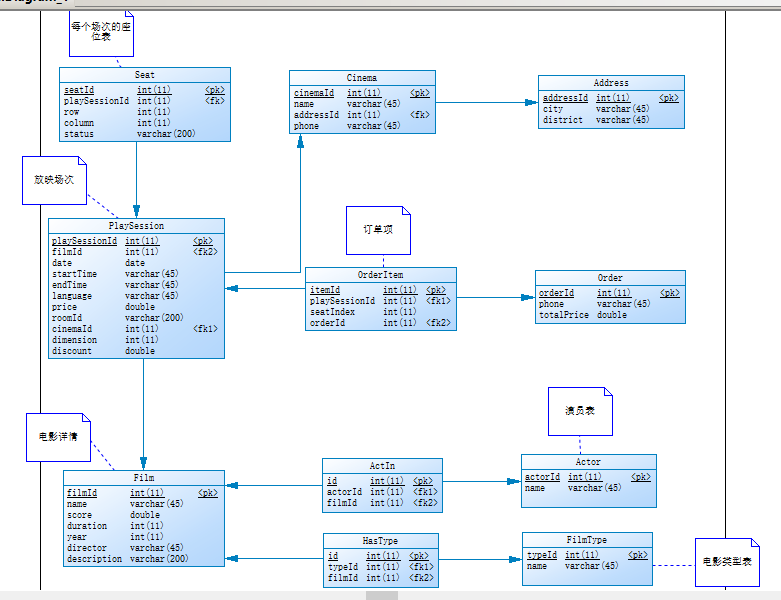 每个场次的座
位表
Seat
seatId int(11) <pk>
playSessionId int(11) <fk>
row int(11)
column int(11)
status varchar(200)
Cinema
cinemaId int(11) <pk>
name varchar(45)
addressId int(11) <fk>
phone varchar(45)
Address
addressId int(11) <pk>
city varchar(45)
district varchar(45)
放映场次
PlaySession
playSessionId int(11) <pk>
filmId int(11) <fk2>
date date
startTime varchar(45)
endTime varchar(45)
language varchar(45)
price double
roomId varchar(200)
cinemaId int(11) <fk1>
dimension int(11)
discount double
订单项
OrderItem
itemId int(11) <pk>
playSessionId int(11) <fk1>
seatIndex int(11)
orderId int(11) <fk2>
Order
orderId int(11) <pk>
phone varchar(45)
totalPrice double
电影详情
Film
filmId int(11) <pk>
name varchar(45)
score double
duration int(11)
year int(11)
director varchar(45)
description varchar(200)
ActIn
id int(11) <pk>
actorId int(11) <fk1>
filmId int(11) <fk2>
演员表
Actor
actorId int(11) <pk>
name varchar(45)
HasType
id int(11) <pk>
typeId int(11) <fk1>
filmId int(11) <fk2>
FilmType
typeId int(11) <pk>
name varchar(45)
电影类型表